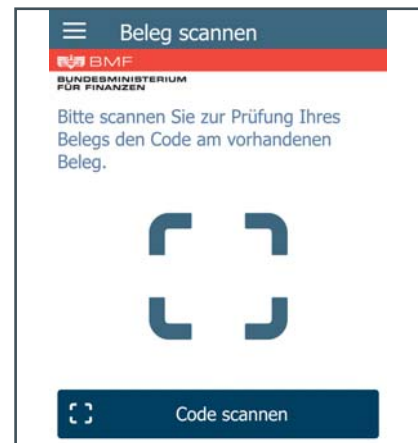 Beleg scannen
BMF
BUNDESMINISTERIUM
FÜR FINANZEN
Bitte scannen Sie zur Prüfung Ihres
Belegs den Code am vorhandenen
Beleg.
Code scannen